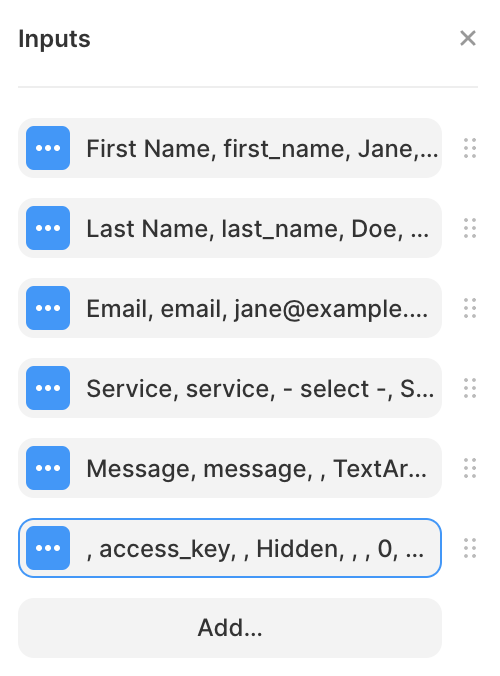 Inputs
First Name, first_name, Jane,...
Last Name, last_name, Doe, ...
Email, email, jane@example....
Service, service, - select -, S...
Message, message, , TextAr...
, access_key, , Hidden, , , 0, ...
Add...